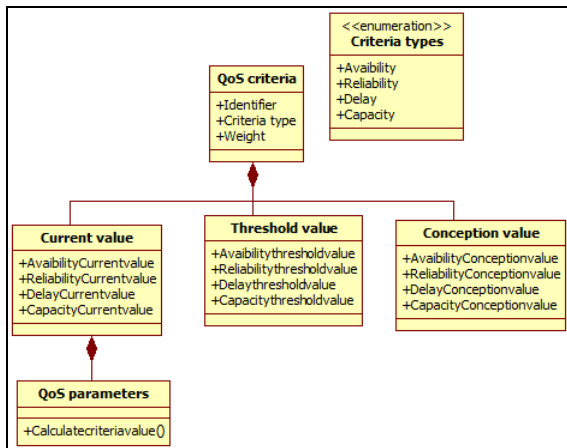 <<enumeration>>
Criteria types
+Avaibility
+Reliability
+Delay
+Capacity
QoS criteria
+Identifier
+Criteria type
+Weight
Current value
+AvaibilityCurrentvalue
+ReliabilityCurrentvalue
+DelayCurrentvalue
+CapacityCurrentvalue
Threshold value
+Avaibilitythresholdvalue
+Reliabilitythresholdvalue
+Delaythresholdvalue
+Capacitythresholdvalue
Conception value
+AvaibilityConceptionvalue
+ReliabilityConceptionvalue
+DelayConceptionvalue
+CapacityConceptionvalue
QoS parameters
+Calculatecriteriavalue()